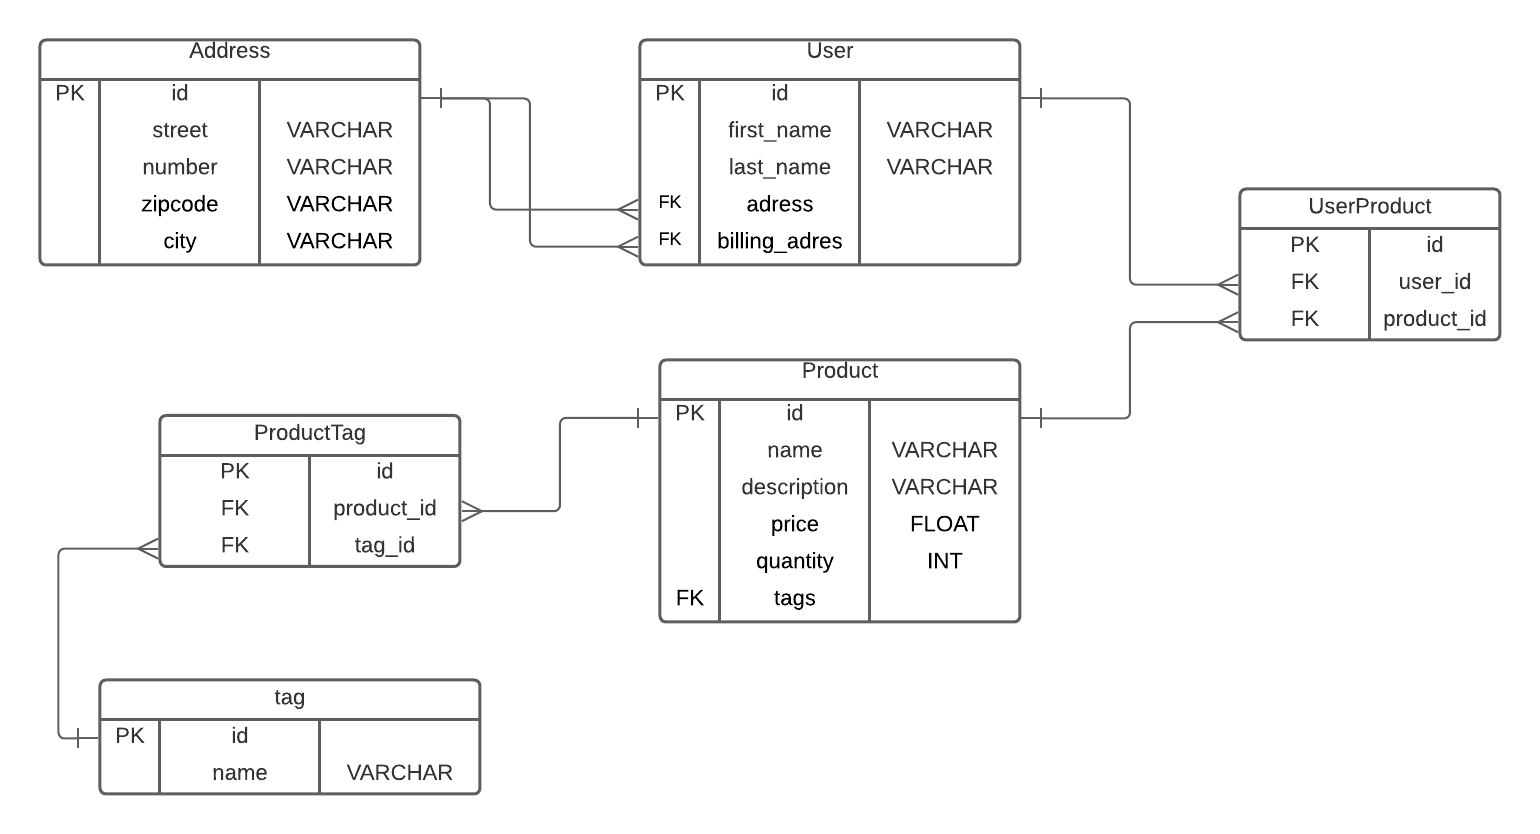 Address
PK id
street VARCHAR
number VARCHAR
zipcode VARCHAR
city VARCHAR
User
PK id
first_name VARCHAR
last_name VARCHAR
FK adress
FK billing_adres
UserProduct
PK id
FK user_id
FK product_id
Product
PK id
name VARCHAR
description VARCHAR
price FLOAT
quantity INT
FK tags
ProductTag
PK id
FK product_id
FK tag_id
tag
PK id
name VARCHAR